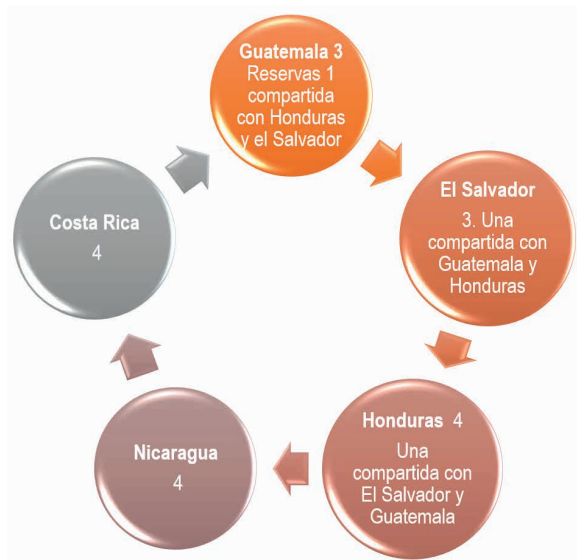 Guatemala 3
Reservas 1
compartida
con Honduras
y el Salvador
El Salvador
3. Una
compartida con
Guatemala y
Honduras
Honduras 4
Una
compartida con
El Salvador y
Guatemala
Nicaragua
4
Costa Rica
4